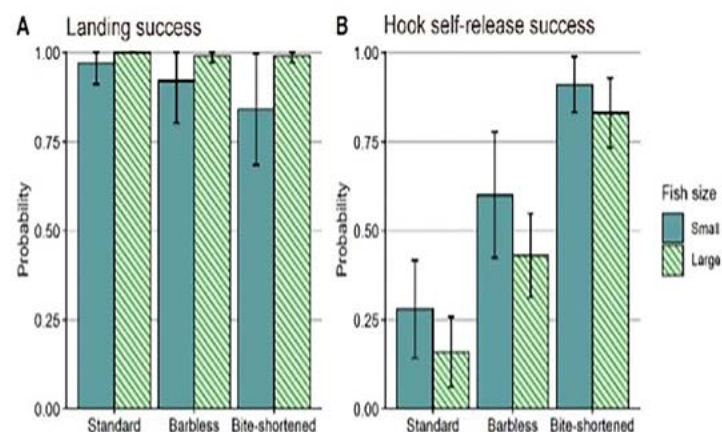 A Landing success
B Hook self-release success
Probability
1.00
0.75
0.50
0.25
0.00
Standard Barbless Bite-shortened
Probability
1.00
0.75
0.50
0.25
0.00
Standard Barbless Bite-shortened
Fish size
Small
Large